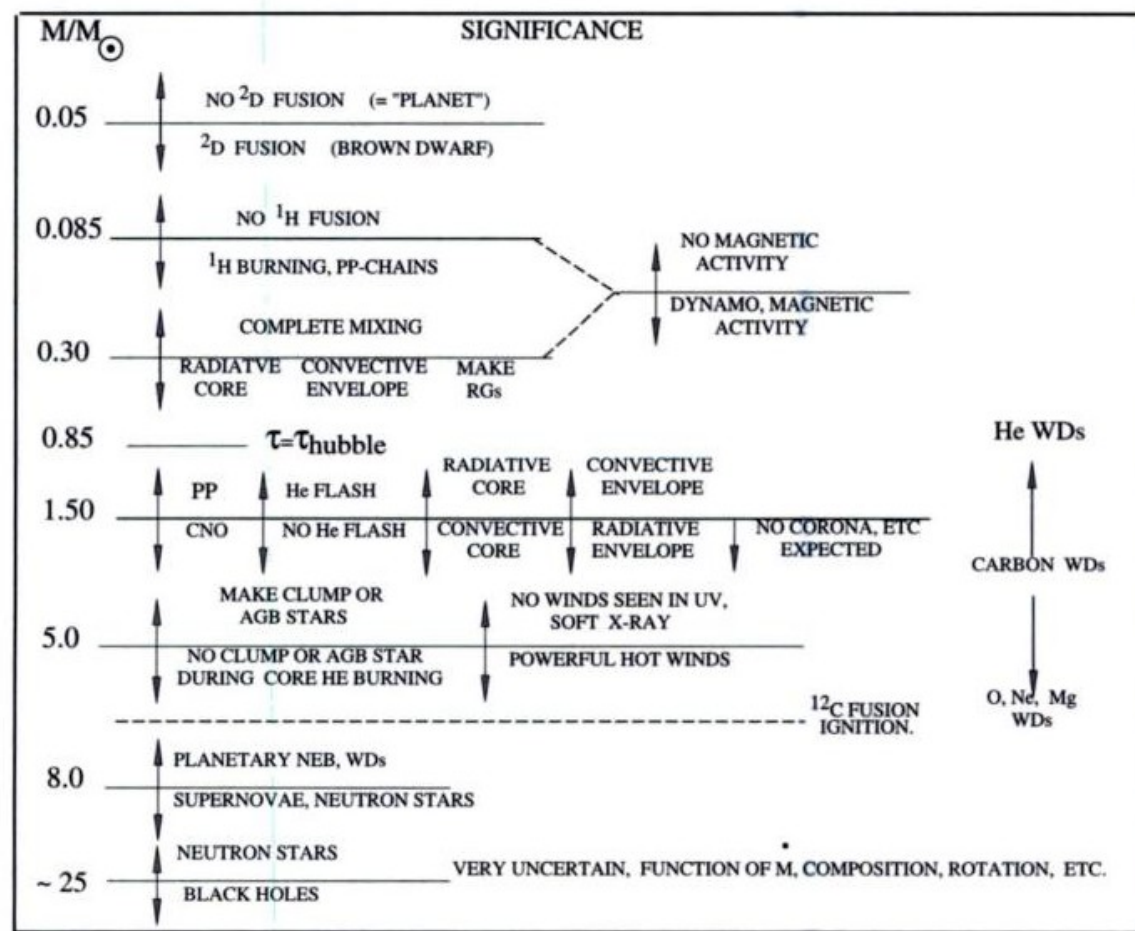 M/M☉ SIGNIFICANCE
NO ²D FUSION (= "PLANET")
0.05
²D FUSION (BROWN DWARF)
NO ¹H FUSION
0.085
¹H BURNING, PP-CHAINS
NO MAGNETIC
ACTIVITY
DYNAMO, MAGNETIC
ACTIVITY
COMPLETE MIXING
0.30
RADIATVE CONVECTIVE MAKE
CORE ENVELOPE RGs
0.85 τ=τhubble
He WDs
RADIATIVE CONVECTIVE
CORE ENVELOPE
PP He FLASH
1.50
CNO NO He FLASH
CONVECTIVE RADIATIVE NO CORONA, ETC
CORE ENVELOPE EXPECTED
CARBON WDs
MAKE CLUMP OR
AGB STARS
NO WINDS SEEN IN UV,
SOFT X-RAY
5.0
NO CLUMP OR AGB STAR
DURING CORE HE BURNING
POWERFUL HOT WINDS
¹²C FUSION
IGNITION.
O, Ne, Mg
WDs
PLANETARY NEB, WDs
8.0
SUPERNOVAE, NEUTRON STARS
NEUTRON STARS
~ 25
BLACK HOLES
VERY UNCERTAIN, FUNCTION OF Ṁ, COMPOSITION, ROTATION, ETC.